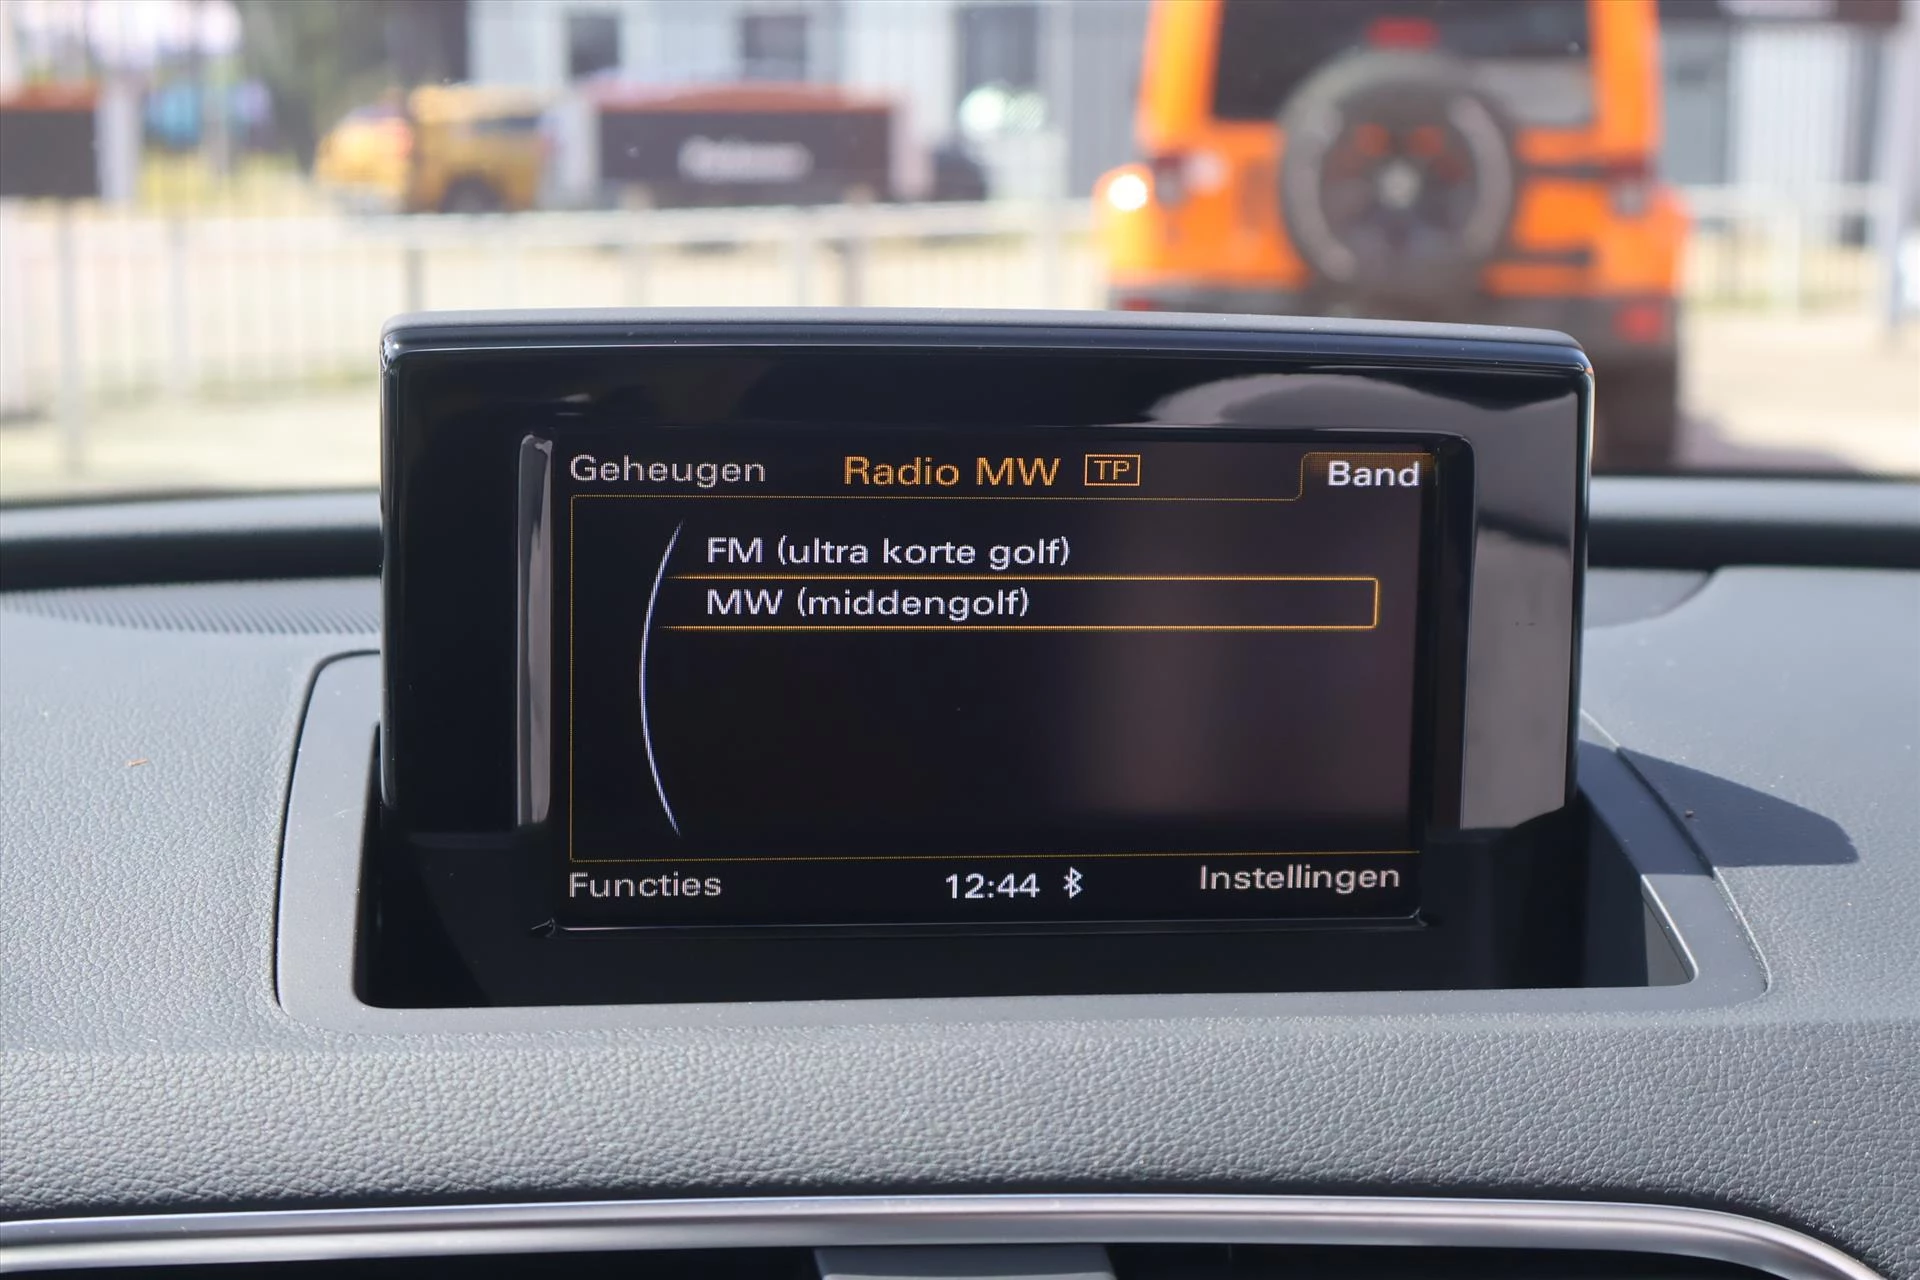 Geheugen Radio MW TP Band
FM (ultra korte golf)
MW (middengolf)
Functies 12:44 Instellingen